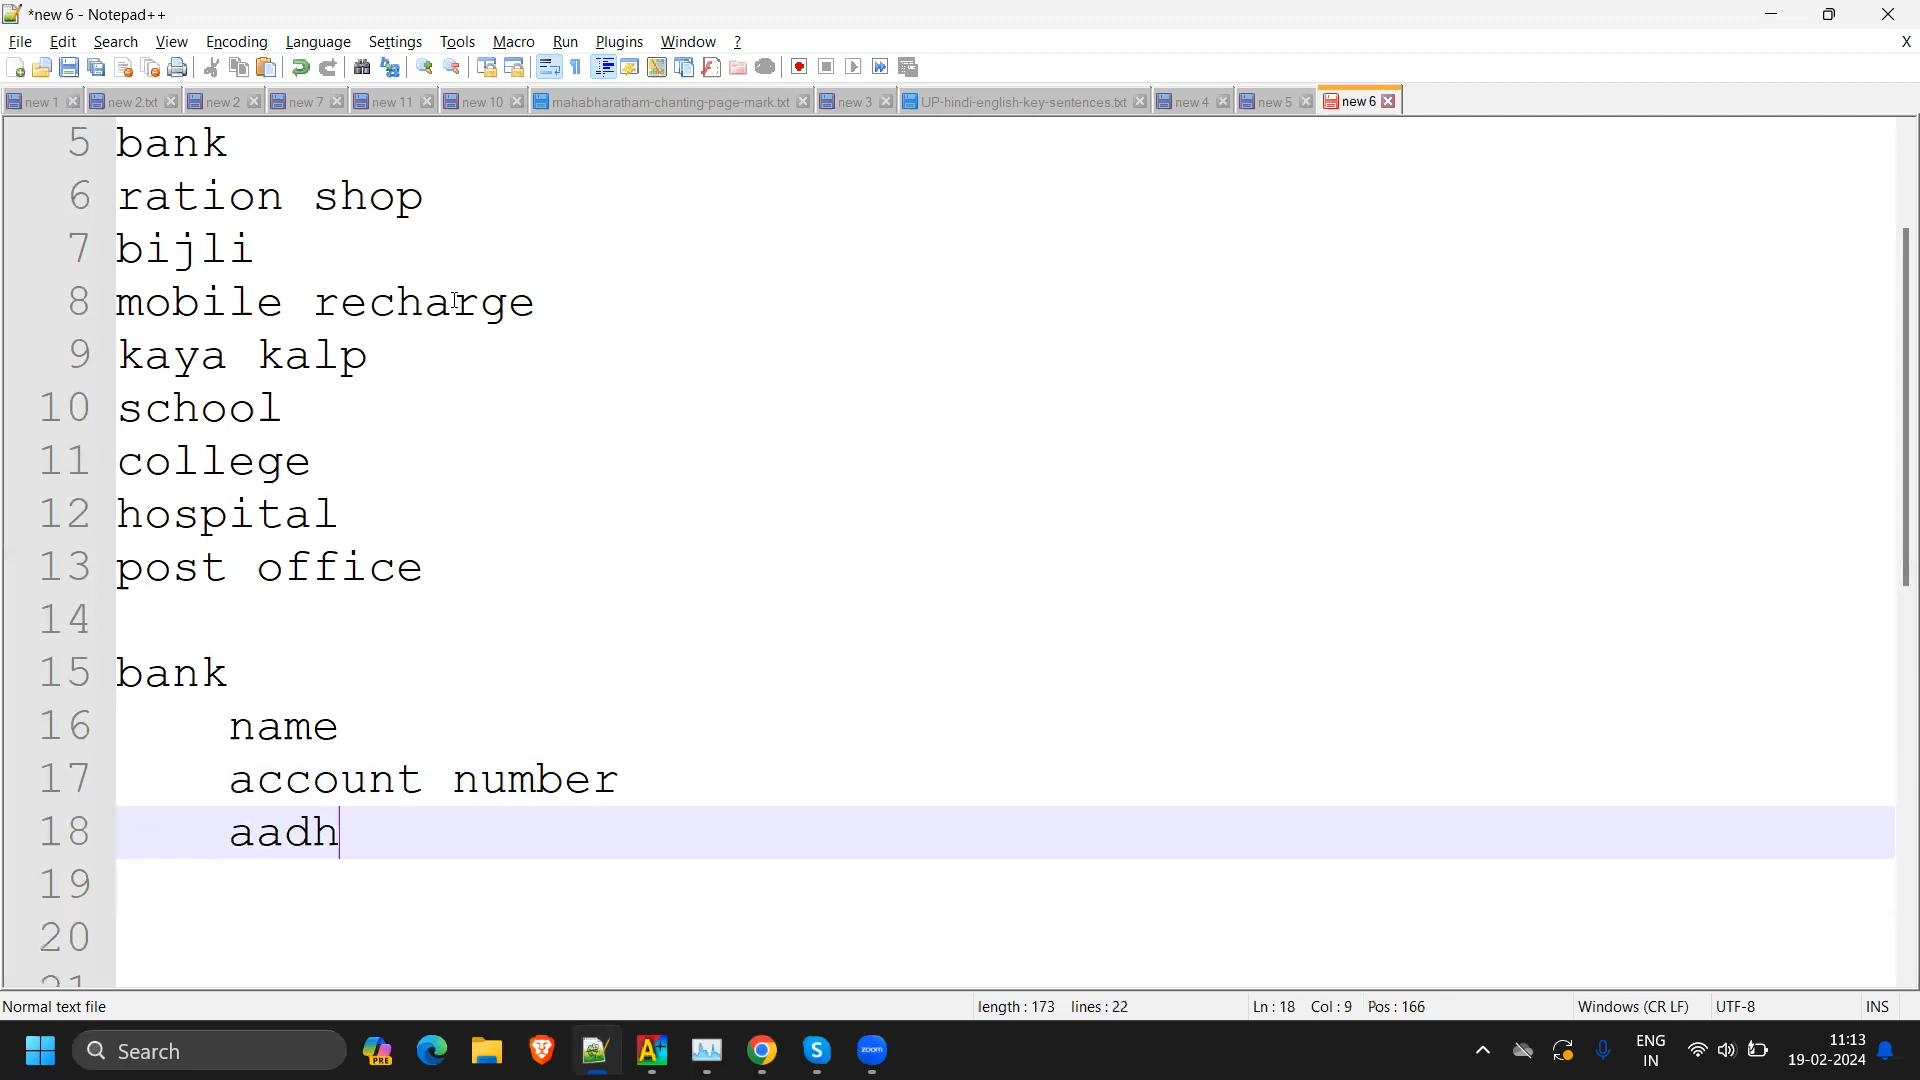 *new 6 - Notepad++
File Edit Search View Encoding Language Settings Tools Macro Run Plugins Window ? X
new 1 new 2.txt new 2 new 7 new 11 new 10 mahabharatham-chanting-page-mark.txt new 3 UP-hindi-english-key-sentences.txt new 4 new 5 new 6
5 bank
6 ration shop
7 bijli
8 mobile recharge
9 kaya kalp
10 school
11 college
12 hospital
13 post office
14
15 bank
16 name
17 account number
18 aadh
19
20
21
Normal text file length : 173 lines : 22 Ln : 18 Col : 9 Pos : 166 Windows (CR LF) UTF-8 INS
Search PRE zoom ENG 11:13
IN 19-02-2024